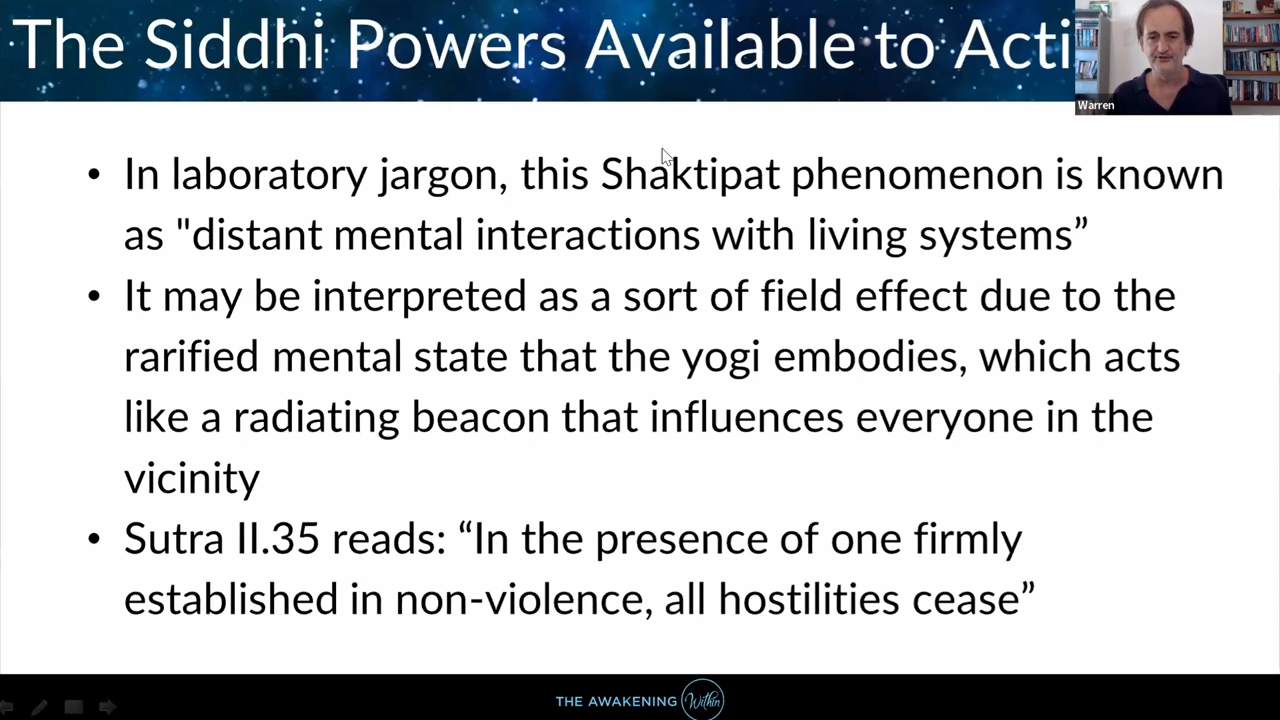 The Siddhi Powers Available to Acti
Warren
• In laboratory jargon, this Shaktipat phenomenon is known
as "distant mental interactions with living systems”
• It may be interpreted as a sort of field effect due to the
rarified mental state that the yogi embodies, which acts
like a radiating beacon that influences everyone in the
vicinity
• Sutra II.35 reads: “In the presence of one firmly
established in non-violence, all hostilities cease”
THE AWAKENING Within